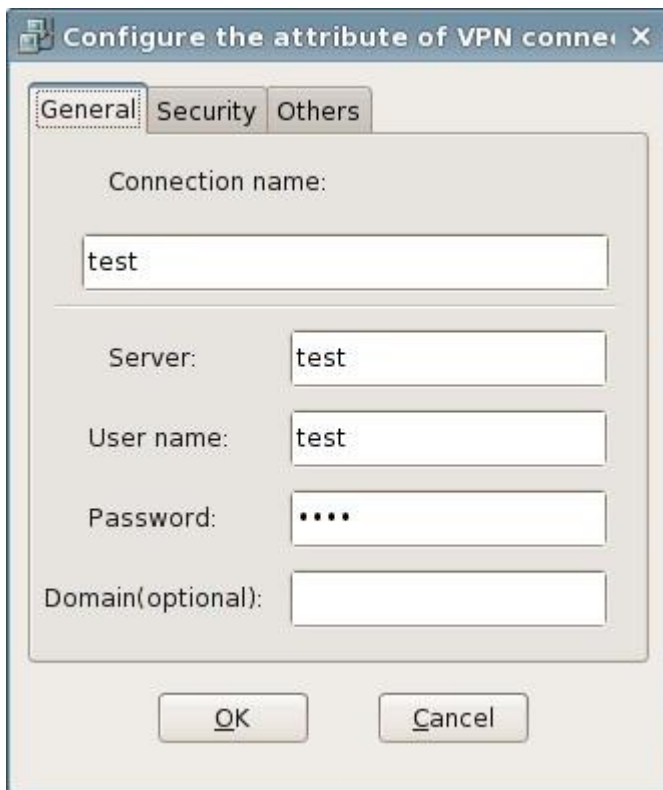 Configure the attribute of VPN connec
General Security Others
Connection name:
test
Server: test
User name: test
Password: ••••
Domain(optional):
OK Cancel